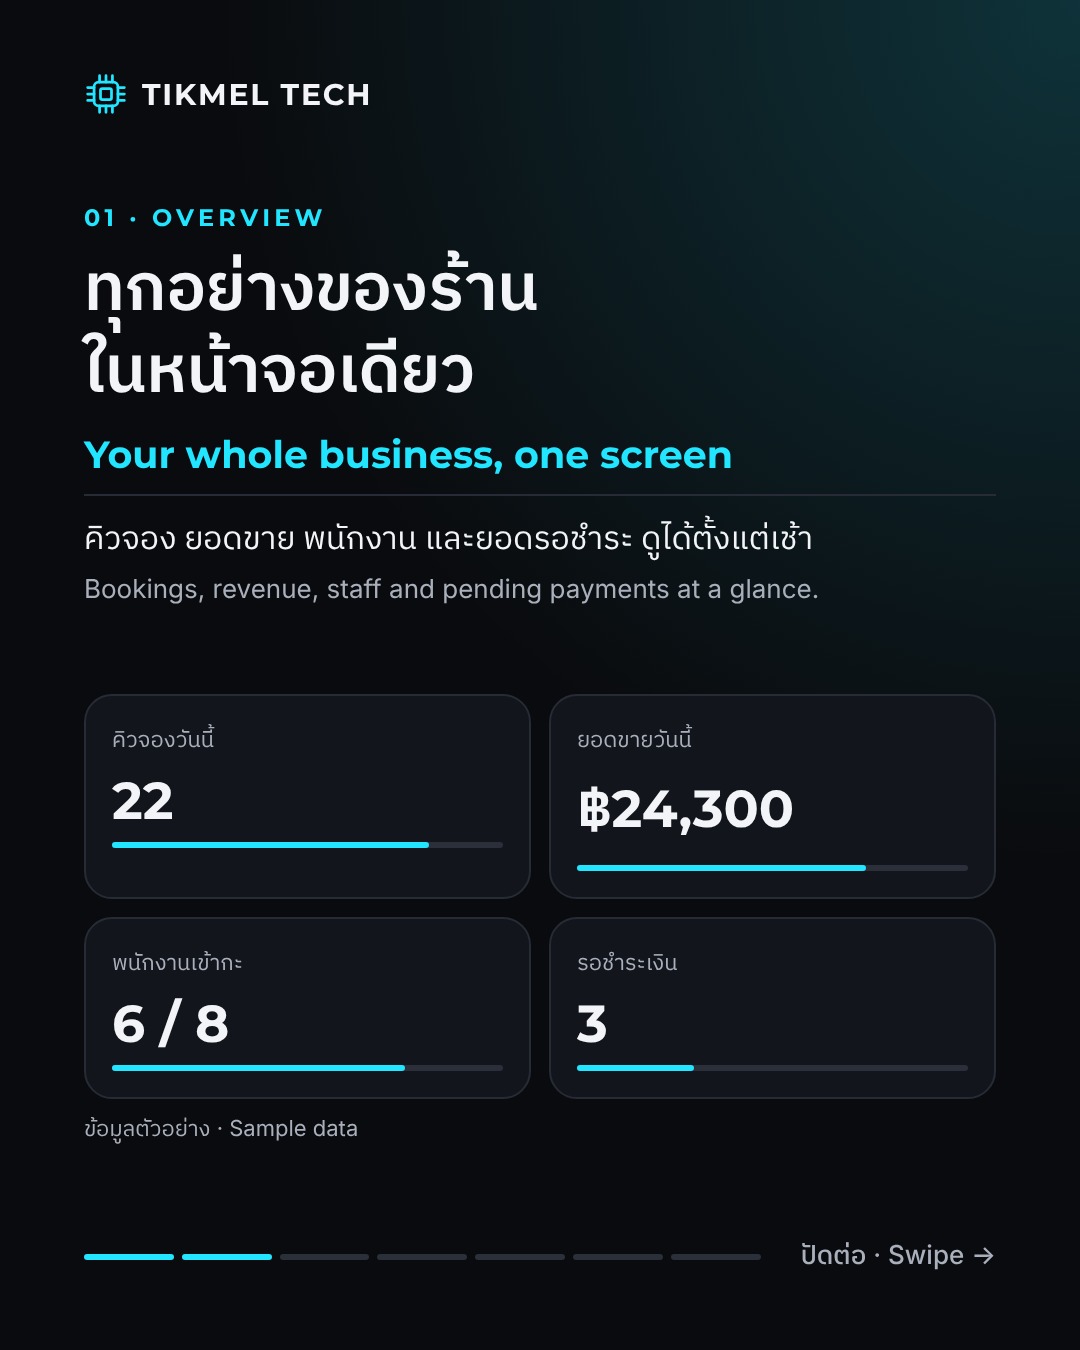 TIKMEL TECH
01 · OVERVIEW
ทุกอย่างของร้าน
ในหน้าจอเดียว
Your whole business, one screen
คิวจอง ยอดขาย พนักงาน และยอดรอชำระ ดูได้ตั้งแต่เช้า
Bookings, revenue, staff and pending payments at a glance.
คิวจองวันนี้
22
ยอดขายวันนี้
฿24,300
พนักงานเข้ากะ
6 / 8
รอชำระเงิน
3
ข้อมูลตัวอย่าง · Sample data
ปัดต่อ · Swipe →